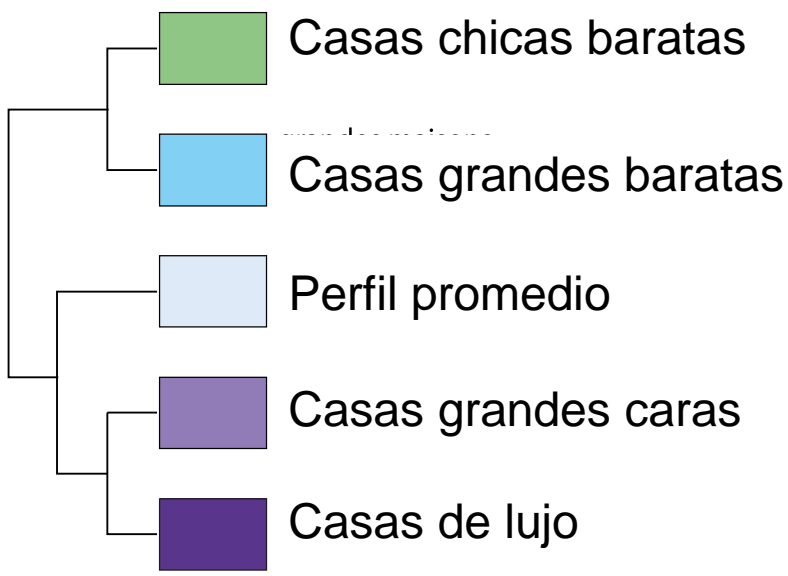 Casas chicas baratas
Casas grandes baratas
Perfil promedio
Casas grandes caras
Casas de lujo